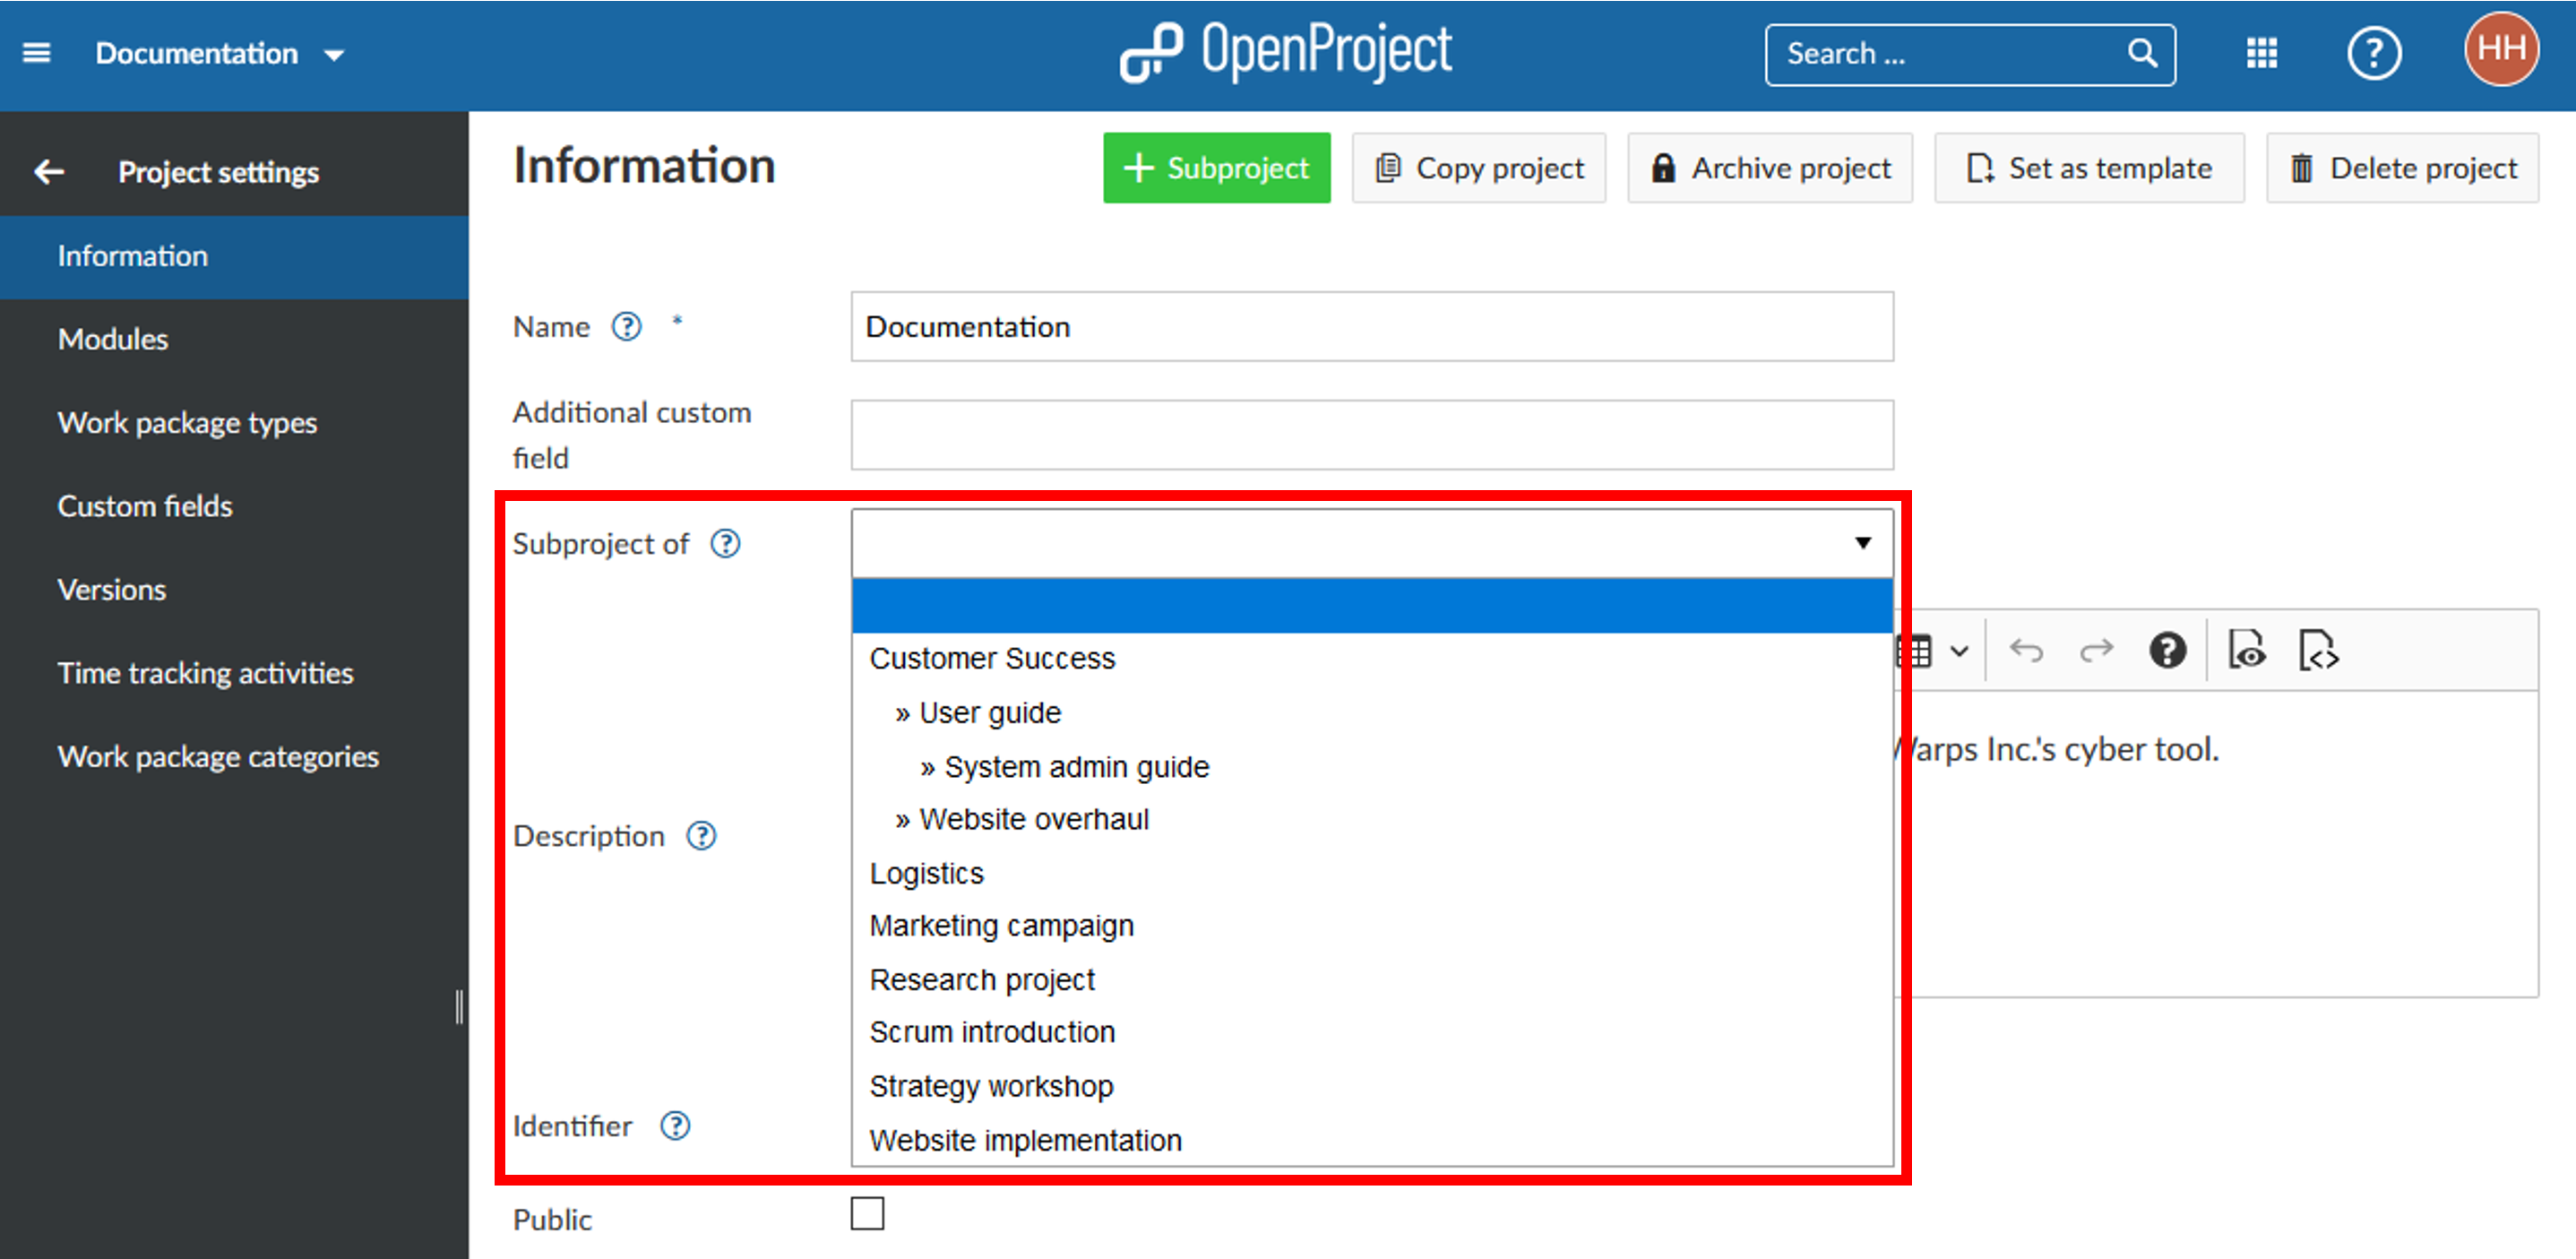 Documentation
OpenProject
Search ...
HH
Project settings
Information
Modules
Work package types
Custom fields
Versions
Time tracking activities
Work package categories
Information
+ Subproject
Copy project
Archive project
Set as template
Delete project
Name ? *
Documentation
Additional custom
field
Subproject of ?
Customer Success
» User guide
» System admin guide
» Website overhaul
Logistics
Marketing campaign
Research project
Scrum introduction
Strategy workshop
Website implementation
Warps Inc.'s cyber tool.
Description ?
Identifier ?
Public